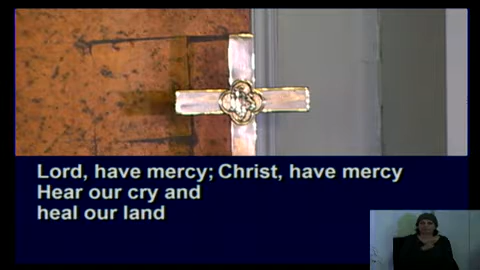 Lord, have mercy; Christ, have mercy
Hear our cry and
heal our land